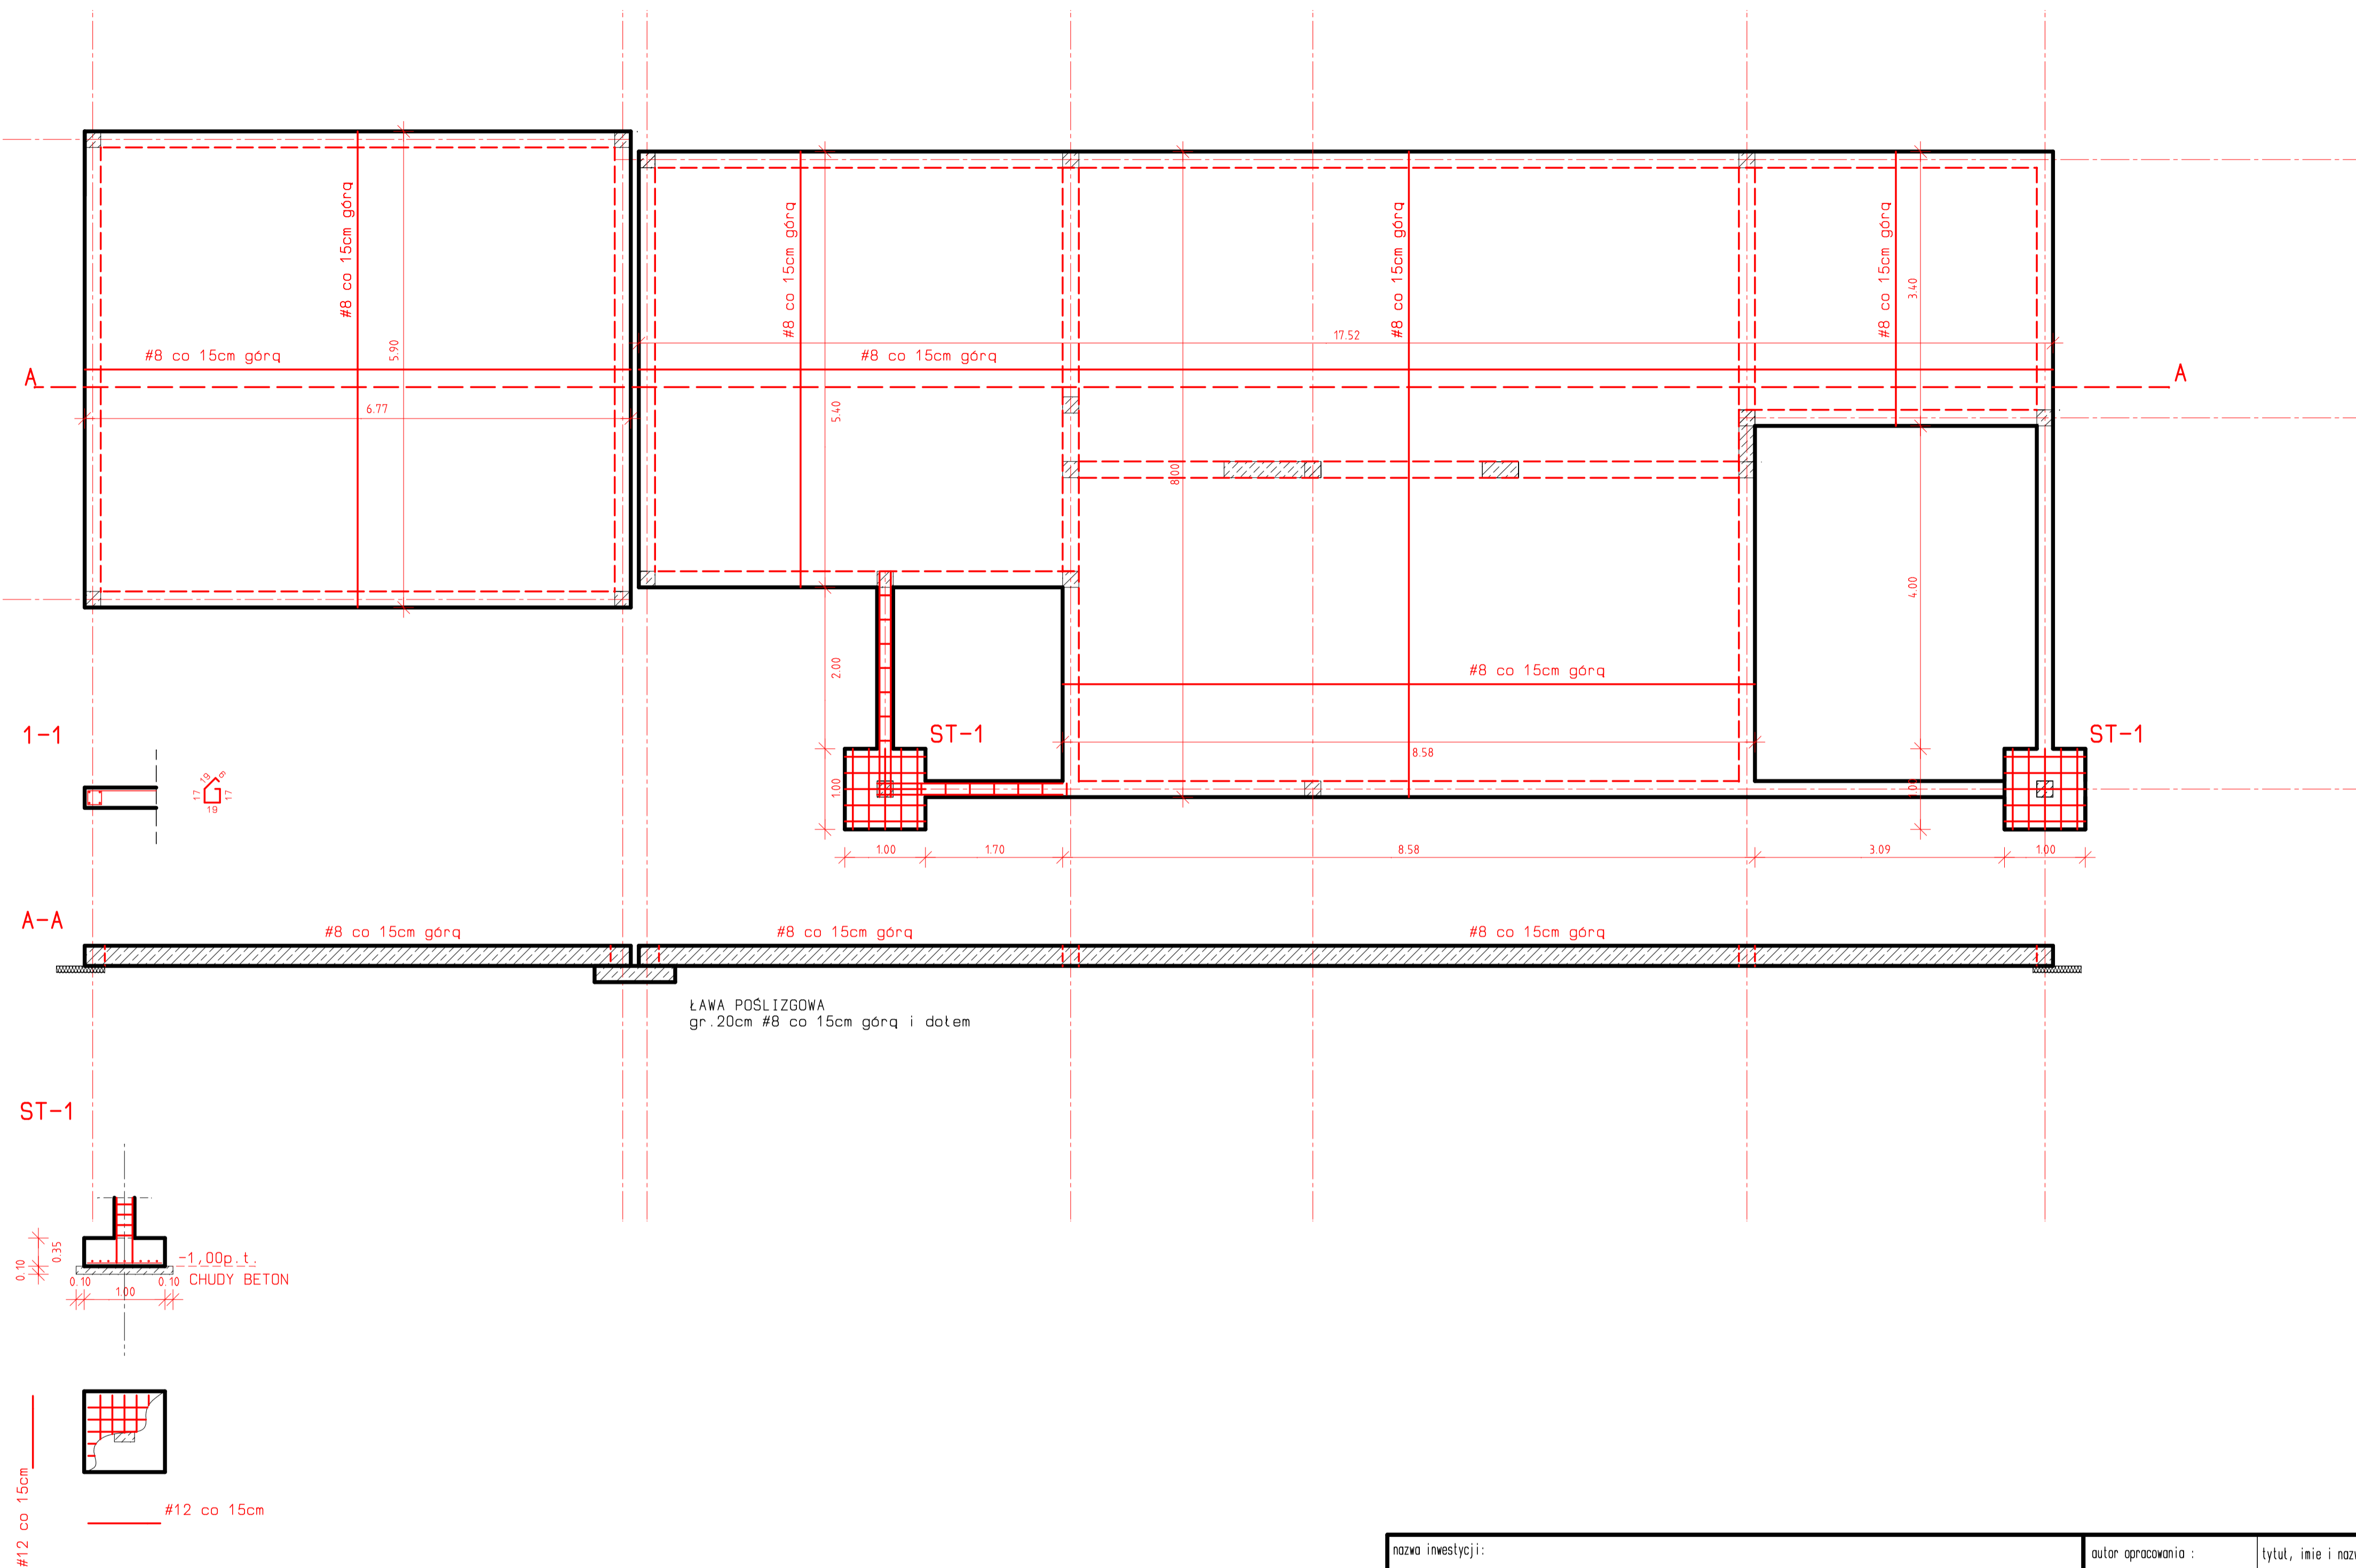 #8 co 15cm górą
5.90
#8 co 15cm górą
6.77
A
#8 co 15cm górą
5.40
17.52
#8 co 15cm górą
#8 co 15cm górą
8.00
#8 co 15cm górą
3.40
A
4.00
2.00
#8 co 15cm górą
8.58
ST-1
ST-1
1.00
1.00
1.70
8.58
3.09
1.00
1-1
19
17
17
19
A-A
#8 co 15cm górą
#8 co 15cm górą
#8 co 15cm górą
ŁAWA POŚLIZGOWA
gr.20cm #8 co 15cm górą i dołem
ST-1
0.35
0.10
-1,00p.t.
0.10
0.10
CHUDY BETON
1.00
#12 co 15cm
#12 co 15cm
nazwa inwestycji:
autor opracowania :